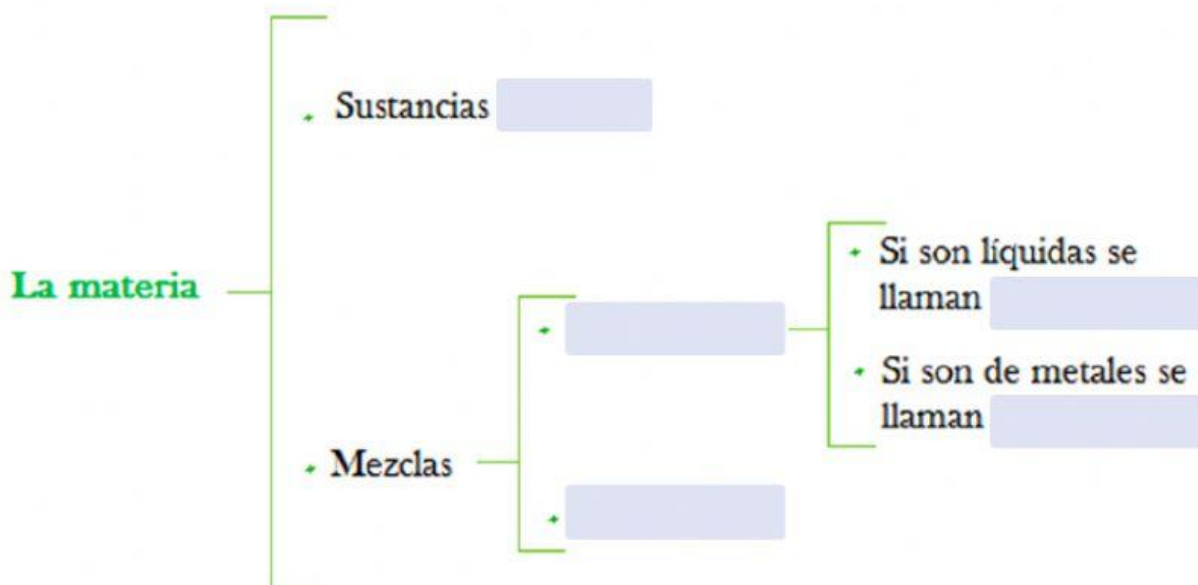 Sustancias
Si son líquidas se
llaman
La materia
Si son de metales se
llaman
Mezclas